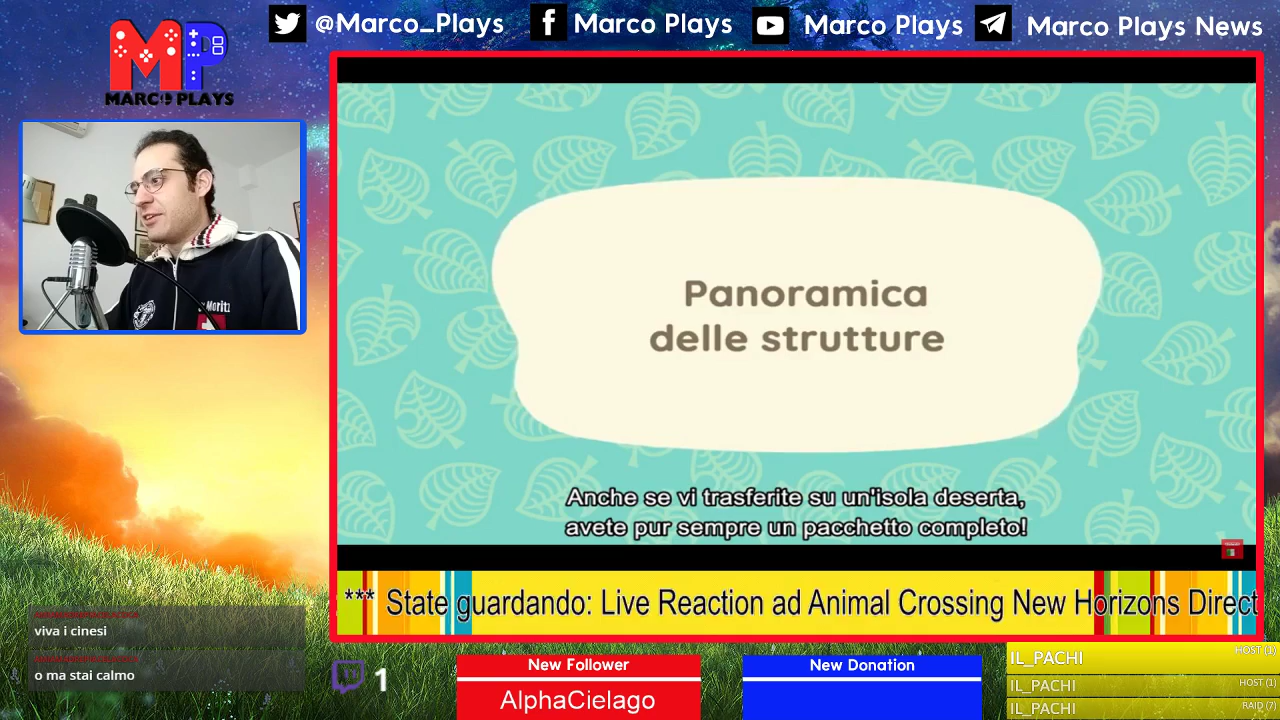 @Marco_Plays
Marco Plays
Marco Plays
Marco Plays News
MP
MARCO PLAYS
Moritz
Panoramica
delle strutture
Anche se vi trasferite su un'isola deserta,
avete pur sempre un pacchetto completo!
*** State guardando: Live Reaction ad Animal Crossing New Horizons Direct
viva i cinesi
o ma stai calmo
1
New Follower
AlphaCielago
New Donation
IL_PACHI
HOST (1)
IL_PACHI
HOST (1)
IL_PACHI
RAID (7)